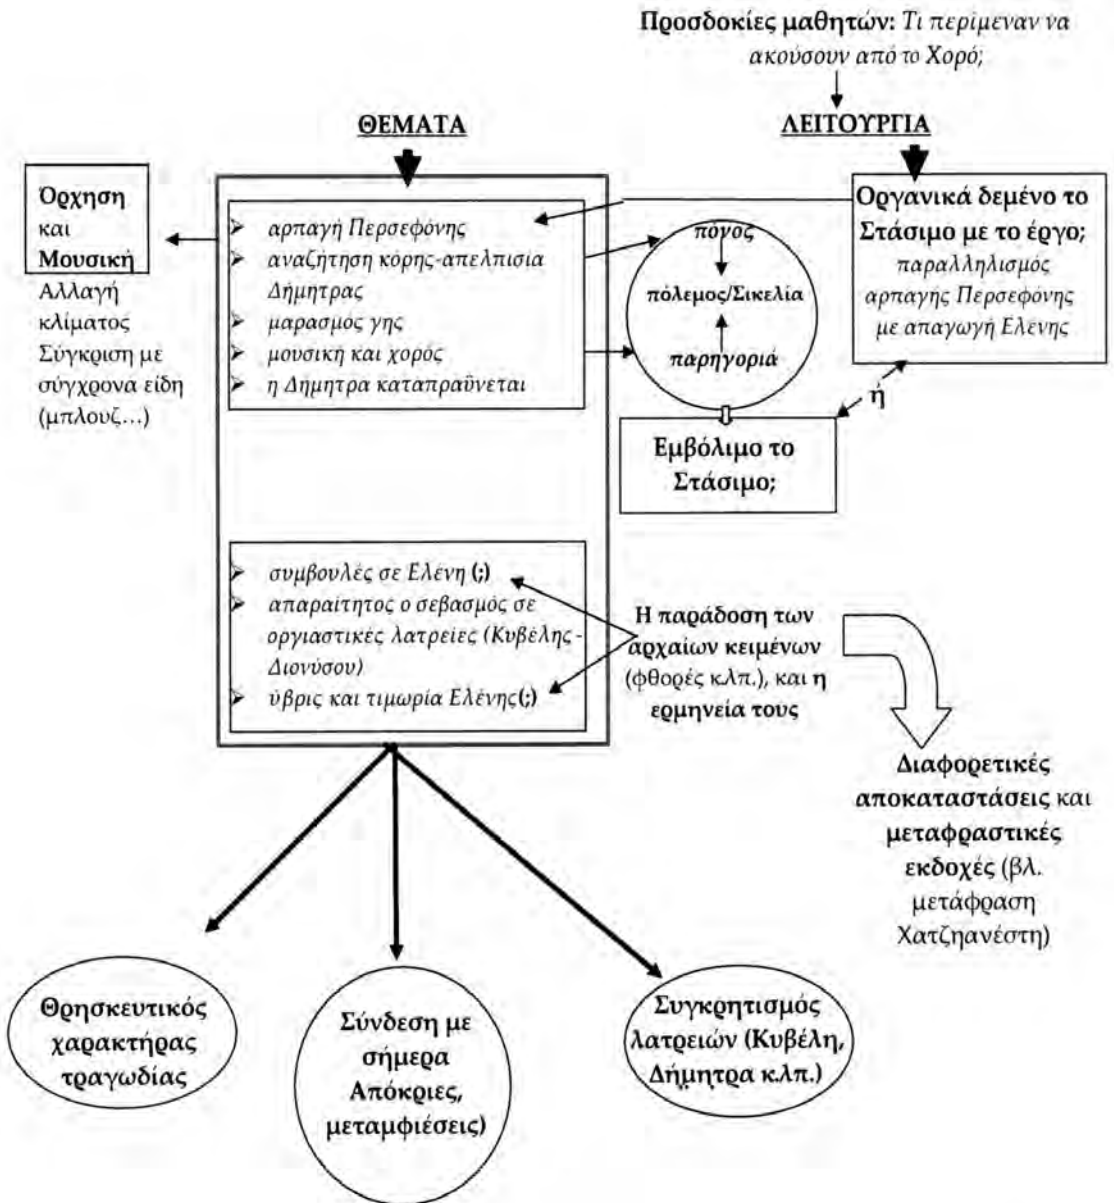 Προσδοκίες μαθητών: Τι περίμεναν να
ακούσουν από το Χορό;
ΘΕΜΑΤΑ
ΛΕΙΤΟΥΡΓΙΑ
Όρχηση
και
Μουσική
Αλλαγή
κλίματος
Σύγκριση με
σύγχρονα είδη
(μπλουζ...)
➢ αρπαγή Περσεφόνης
➢ αναζήτηση κόρης-απελπισία
Δήμητρας
➢ μαρασμός γης
➢ μουσική και χορός
➢ η Δήμητρα καταπραΰνεται
πόνος
πόλεμος/Σικελία
παρηγοριά
Οργανικά δεμένο το
Στάσιμο με το έργο;
παραλληλισμός
αρπαγής Περσεφόνης
με απαγωγή Ελένης
ή
Εμβόλιμο το
Στάσιμο;
➢ συμβουλές σε Ελένη (;)
➢ απαραίτητος ο σεβασμός σε
οργιαστικές λατρείες (Κυβέλης -
Διονύσου)
➢ ύβρις και τιμωρία Ελένης(;)
Η παράδοση των
αρχαίων κειμένων
(φθορές κ.λπ.), και η
ερμηνεία τους
Διαφορετικές
αποκαταστάσεις και
μεταφραστικές
εκδοχές (βλ.
μετάφραση
Χατζηανέστη)
Θρησκευτικός
χαρακτήρας
τραγωδίας
Σύνδεση με
σήμερα
Απόκριες,
μεταμφιέσεις)
Συγκρητισμός
λατρειών (Κυβέλη,
Δήμητρα κ.λπ.)